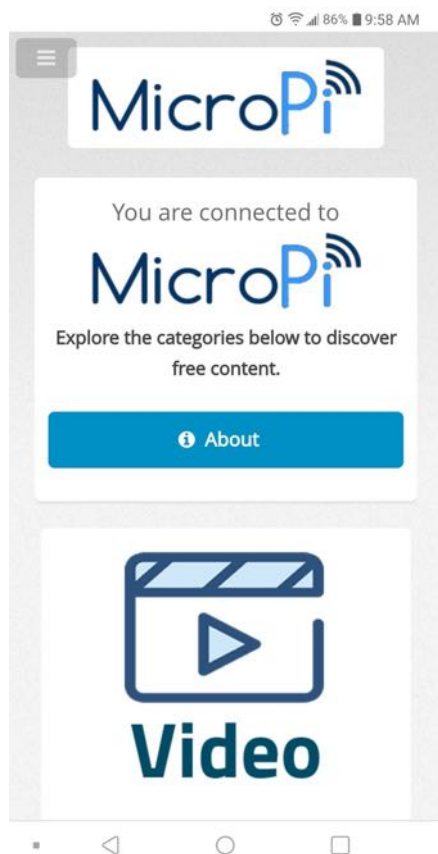 86% 9:58 AM
MicroPi
You are connected to
MicroPi
Explore the categories below to discover
free content.
About
Video